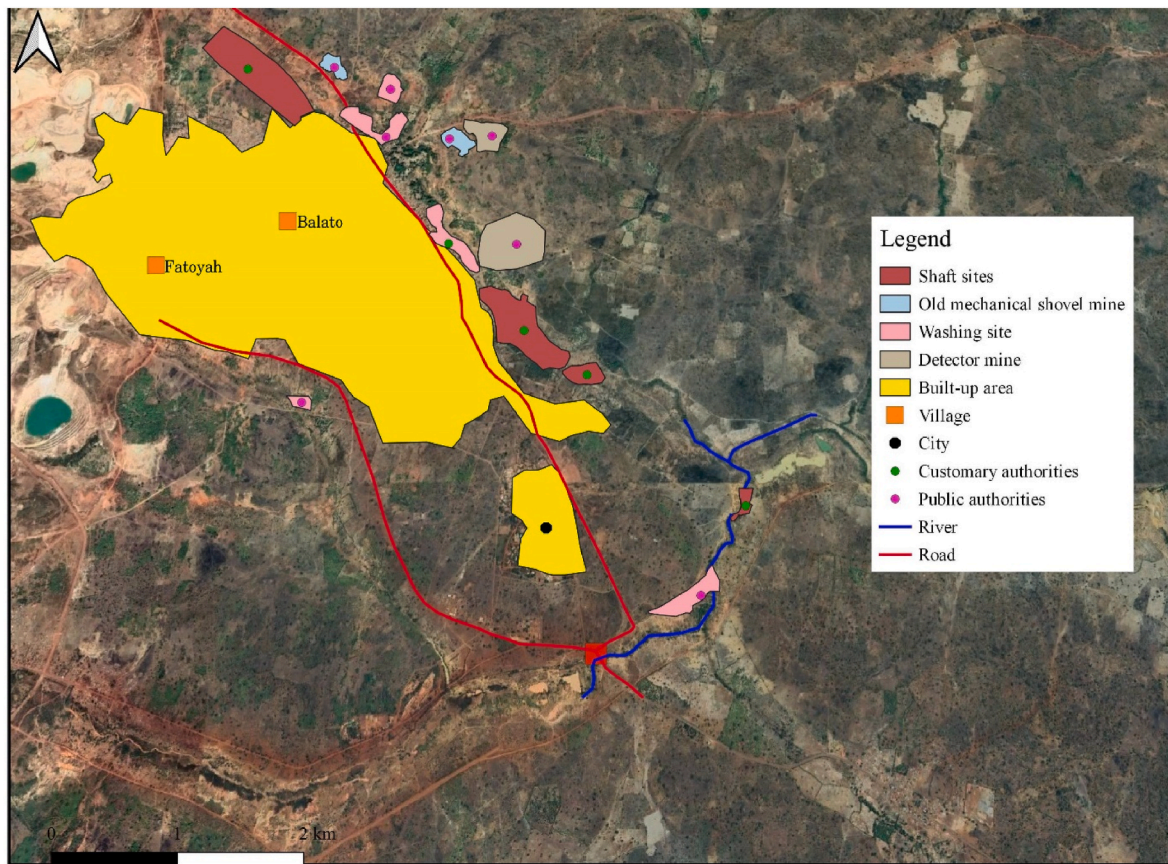 Balato
Fatoyah
Legend
Shaft sites
Old mechanical shovel mine
Washing site
Detector mine
Built-up area
Village
City
Customary authorities
Public authorities
River
Road
0 1 2 km